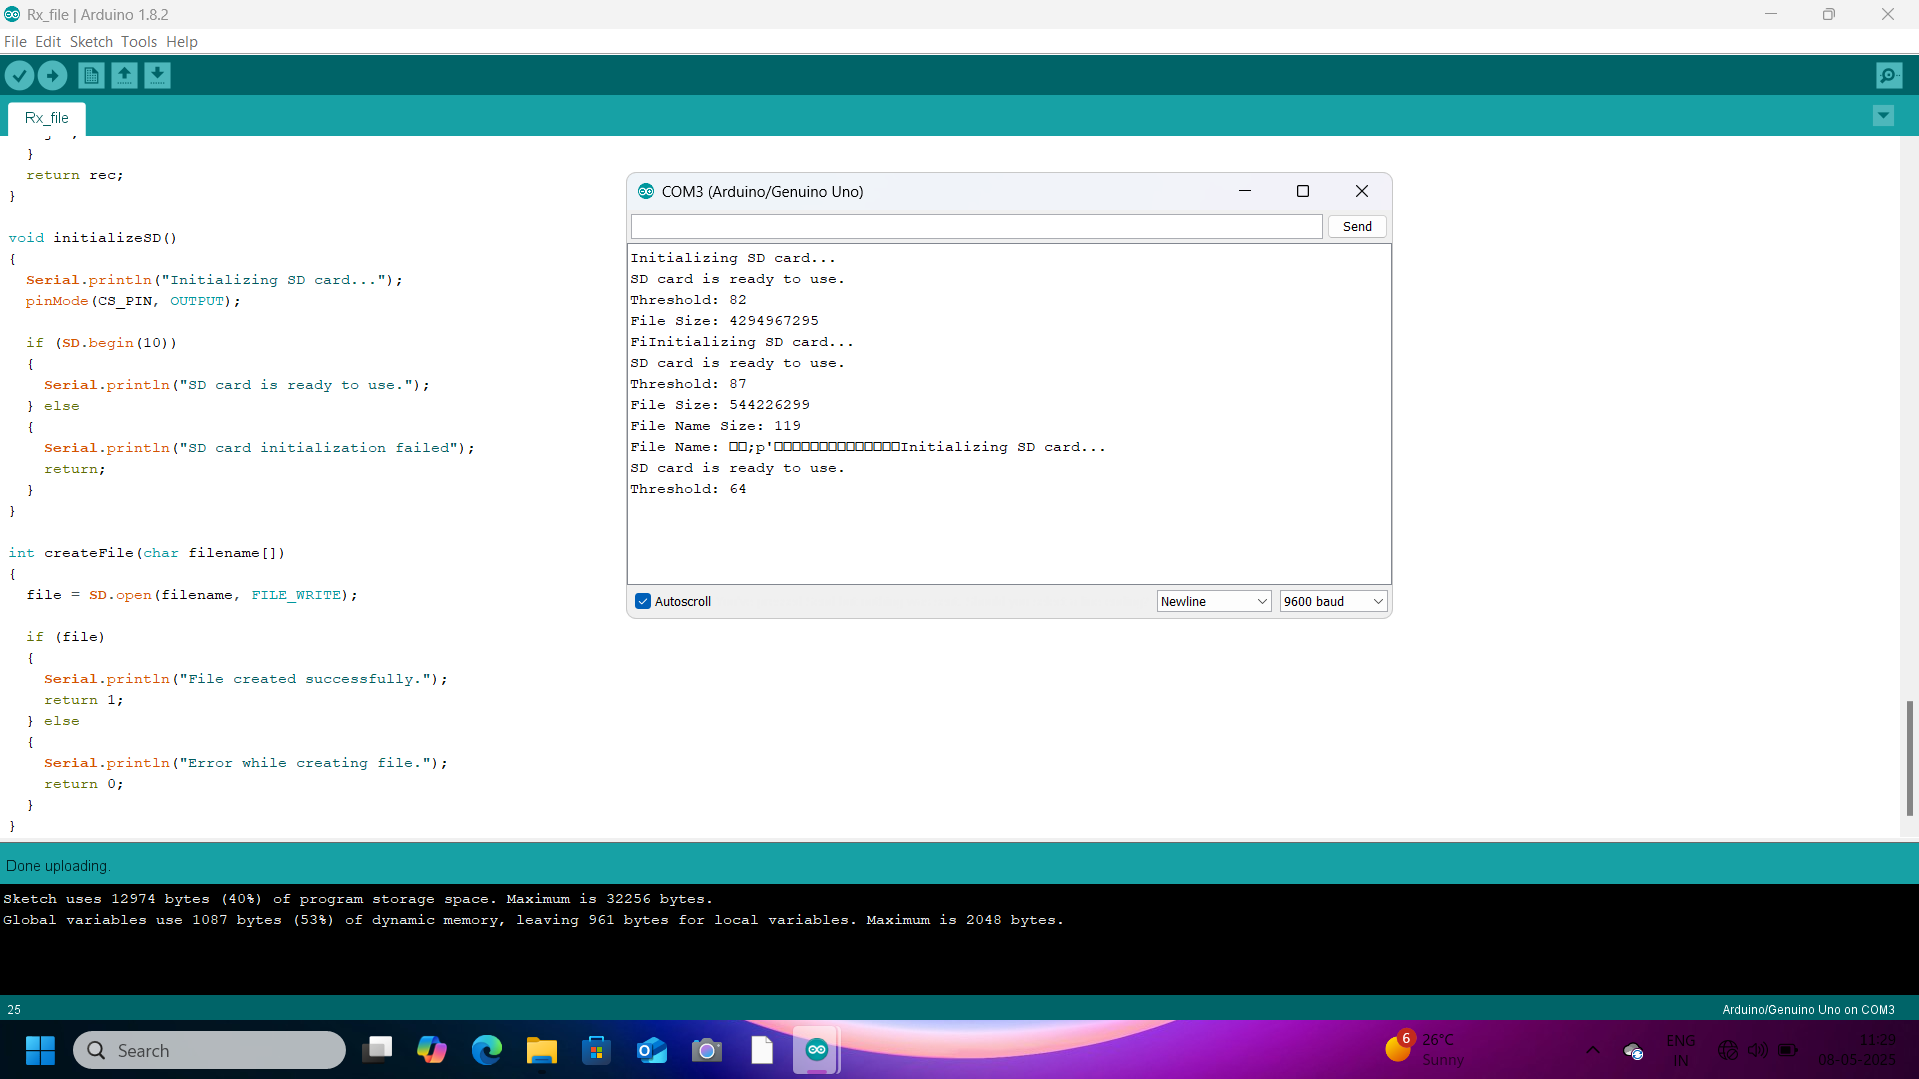 Rx_file | Arduino 1.8.2
File Edit Sketch Tools Help
Rx_file
}
return rec;
}
void initializeSD()
{
Serial.println("Initializing SD card...");
pinMode(CS_PIN, OUTPUT);
if (SD.begin(10))
{
Serial.println("SD card is ready to use.");
} else
{
Serial.println("SD card initialization failed");
return;
}
}
int createFile(char filename[])
{
file = SD.open(filename, FILE_WRITE);
if (file)
{
Serial.println("File created successfully.");
return 1;
} else
{
Serial.println("Error while creating file.");
return 0;
}
}
COM3 (Arduino/Genuino Uno)
Send
Initializing SD card...
SD card is ready to use.
Threshold: 82
File Size: 4294967295
FiInitializing SD card...
SD card is ready to use.
Threshold: 87
File Size: 544226299
File Name Size: 119
File Name: □□;p'□□□□□□□□□□□□□□Initializing SD card...
SD card is ready to use.
Threshold: 64
Autoscroll
Newline
9600 baud
Done uploading.
Sketch uses 12974 bytes (40%) of program storage space. Maximum is 32256 bytes.
Global variables use 1087 bytes (53%) of dynamic memory, leaving 961 bytes for local variables. Maximum is 2048 bytes.
25
Arduino/Genuino Uno on COM3
Search
6
26°C
Sunny
ENG
IN
11:29
08-05-2025